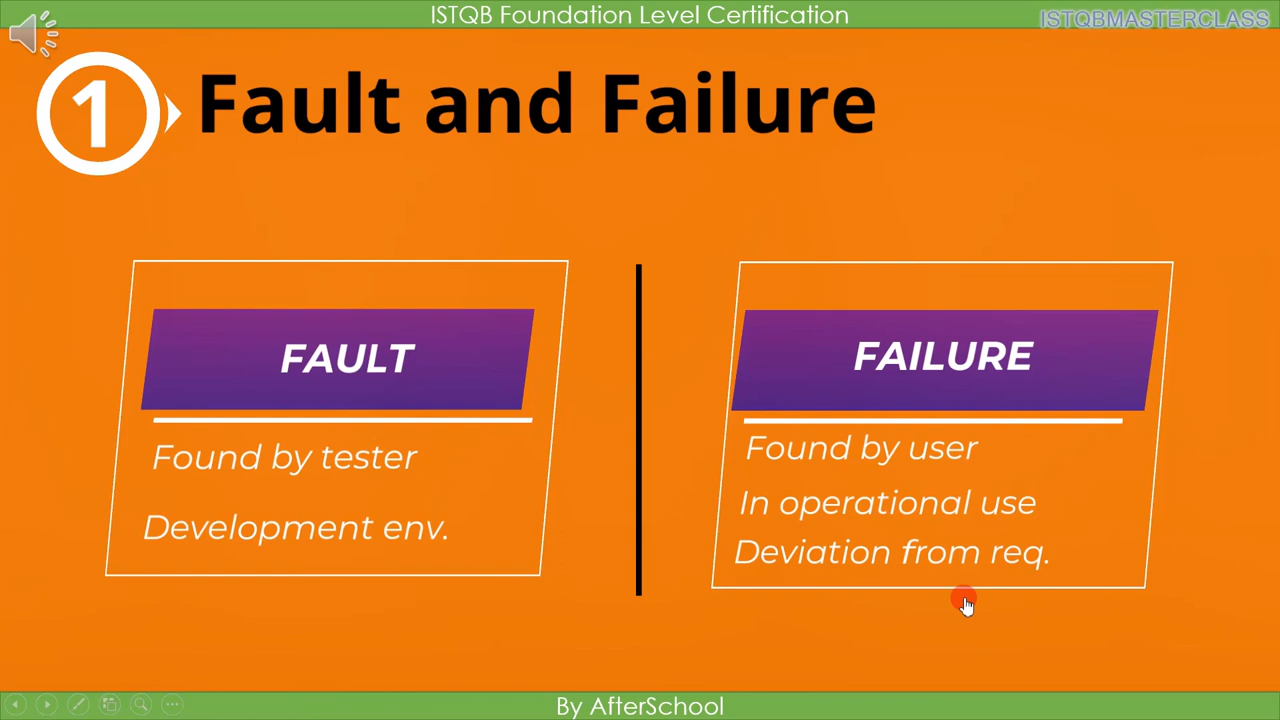 ISTQB Foundation Level Certification
ISTQBMASTERCLASS
1
Fault and Failure
FAULT
Found by tester
Development env.
FAILURE
Found by user
In operational use
Deviation from req.
By AfterSchool